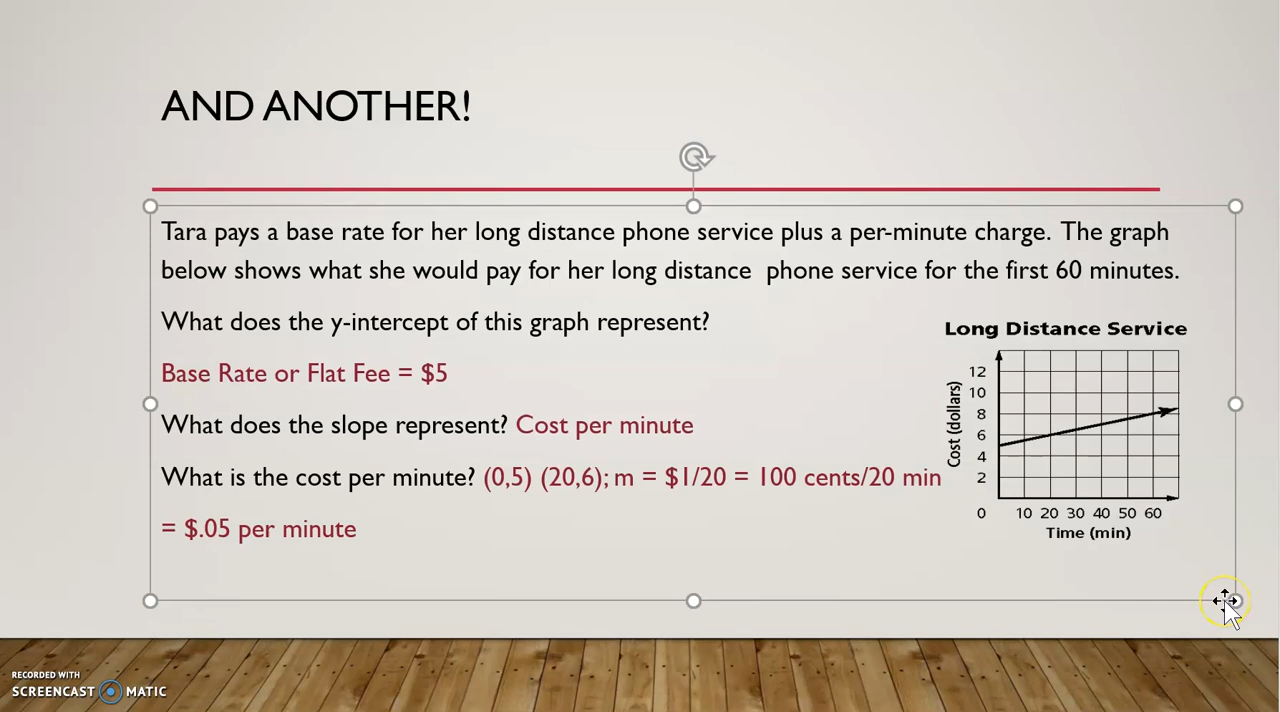 AND ANOTHER!
Tara pays a base rate for her long distance phone service plus a per-minute charge. The graph
below shows what she would pay for her long distance phone service for the first 60 minutes.
What does the y-intercept of this graph represent?
Base Rate or Flat Fee = $5
What does the slope represent? Cost per minute
What is the cost per minute? (0,5) (20,6); m = $1/20 = 100 cents/20 min
= $.05 per minute
Long Distance Service
Cost (dollars)
12
10
8
6
4
2
0 10 20 30 40 50 60
Time (min)
RECORDED WITH
SCREENCAST MATIC